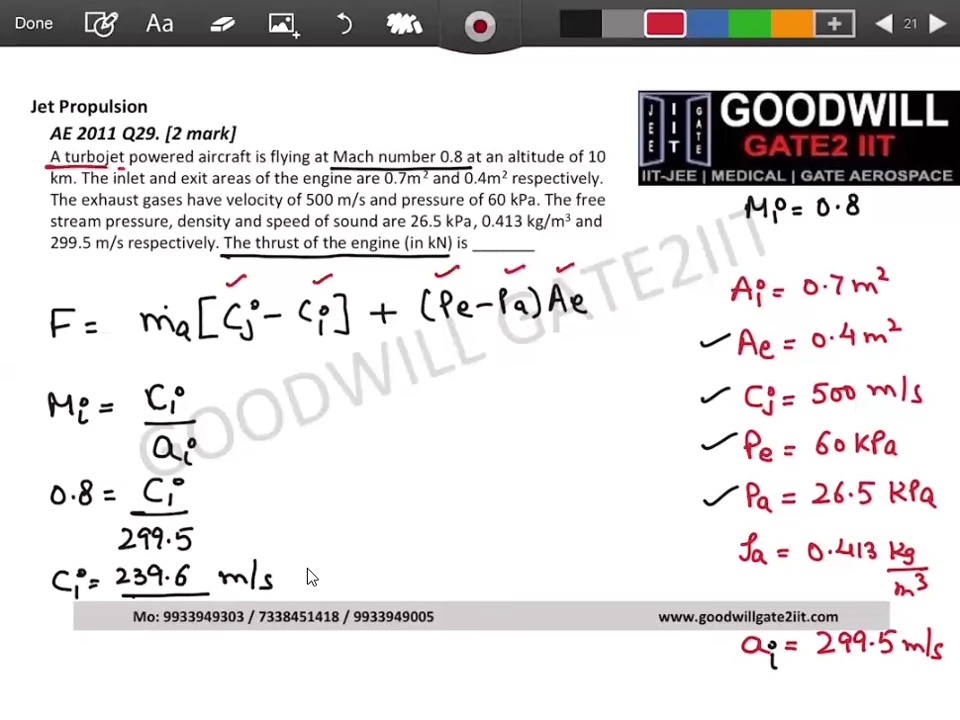 Done Aa 21
Jet Propulsion
AE 2011 Q29. [2 mark]
A turbojet powered aircraft is flying at Mach number 0.8 at an altitude of 10
km. The inlet and exit areas of the engine are 0.7m² and 0.4m² respectively.
The exhaust gases have velocity of 500 m/s and pressure of 60 kPa. The free
stream pressure, density and speed of sound are 26.5 kPa, 0.413 kg/m³ and
299.5 m/s respectively. The thrust of the engine (in kN) is _______
JEE IIT GATE
GOODWILL
GATE2 IIT
IIT-JEE | MEDICAL | GATE AEROSPACE
Mi = 0.8
F = ṁa [Cj - Ci] + (Pe - Pa) Ae
Mi = Ci / ai
0.8 = Ci / 299.5
Ci = 239.6 m/s
Ai = 0.7 m²
Ae = 0.4 m²
Cj = 500 m/s
Pe = 60 KPa
Pa = 26.5 KPa
ρa = 0.413 kg/m³
ai = 299.5 m/s
GOODWILL GATE2IIT
Mo: 9933949303 / 7338451418 / 9933949005 www.goodwillgate2iit.com